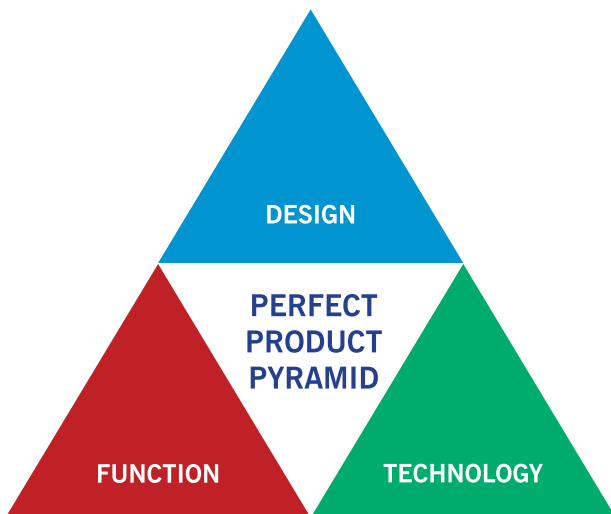 DESIGN
PERFECT
PRODUCT
PYRAMID
FUNCTION
TECHNOLOGY